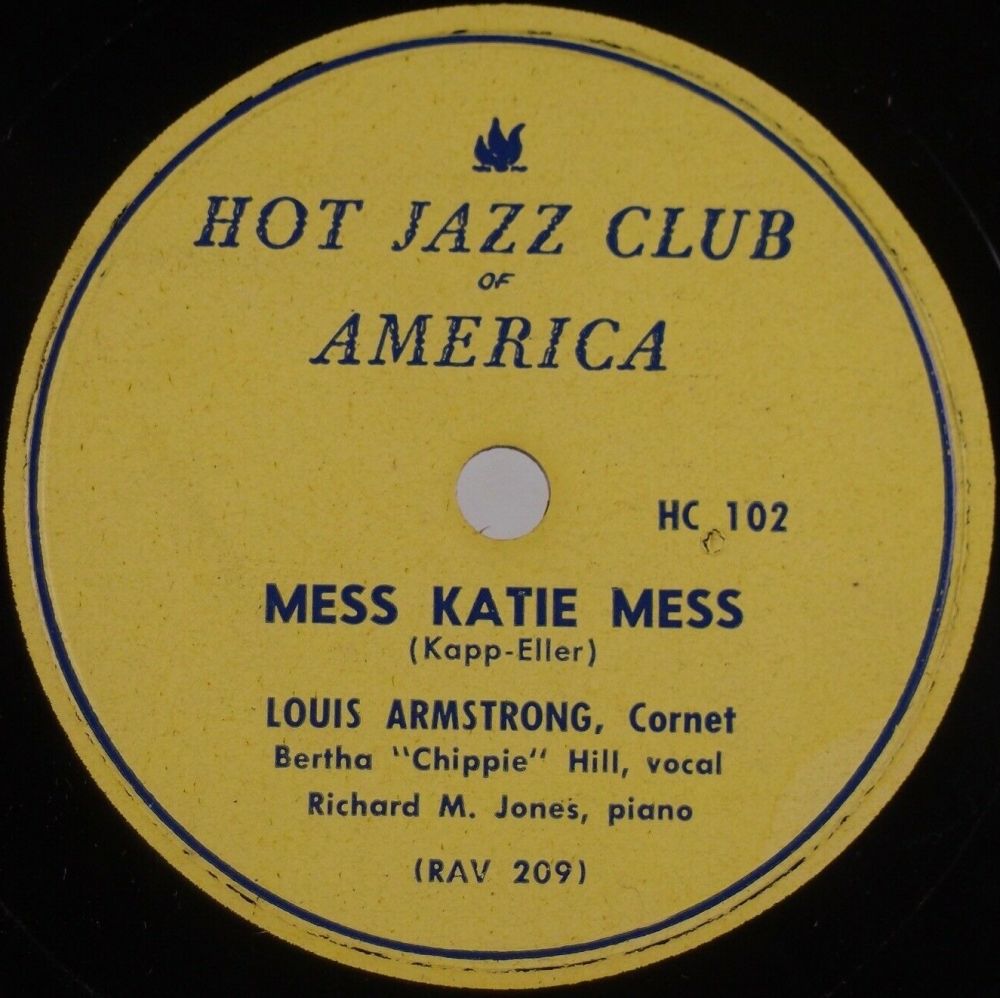 HOT JAZZ CLUB
OF
AMERICA
HC 102
MESS KATIE MESS
(Kapp-Eller)
LOUIS ARMSTRONG, Cornet
Bertha "Chippie" Hill, vocal
Richard M. Jones, piano
(RAV 209)